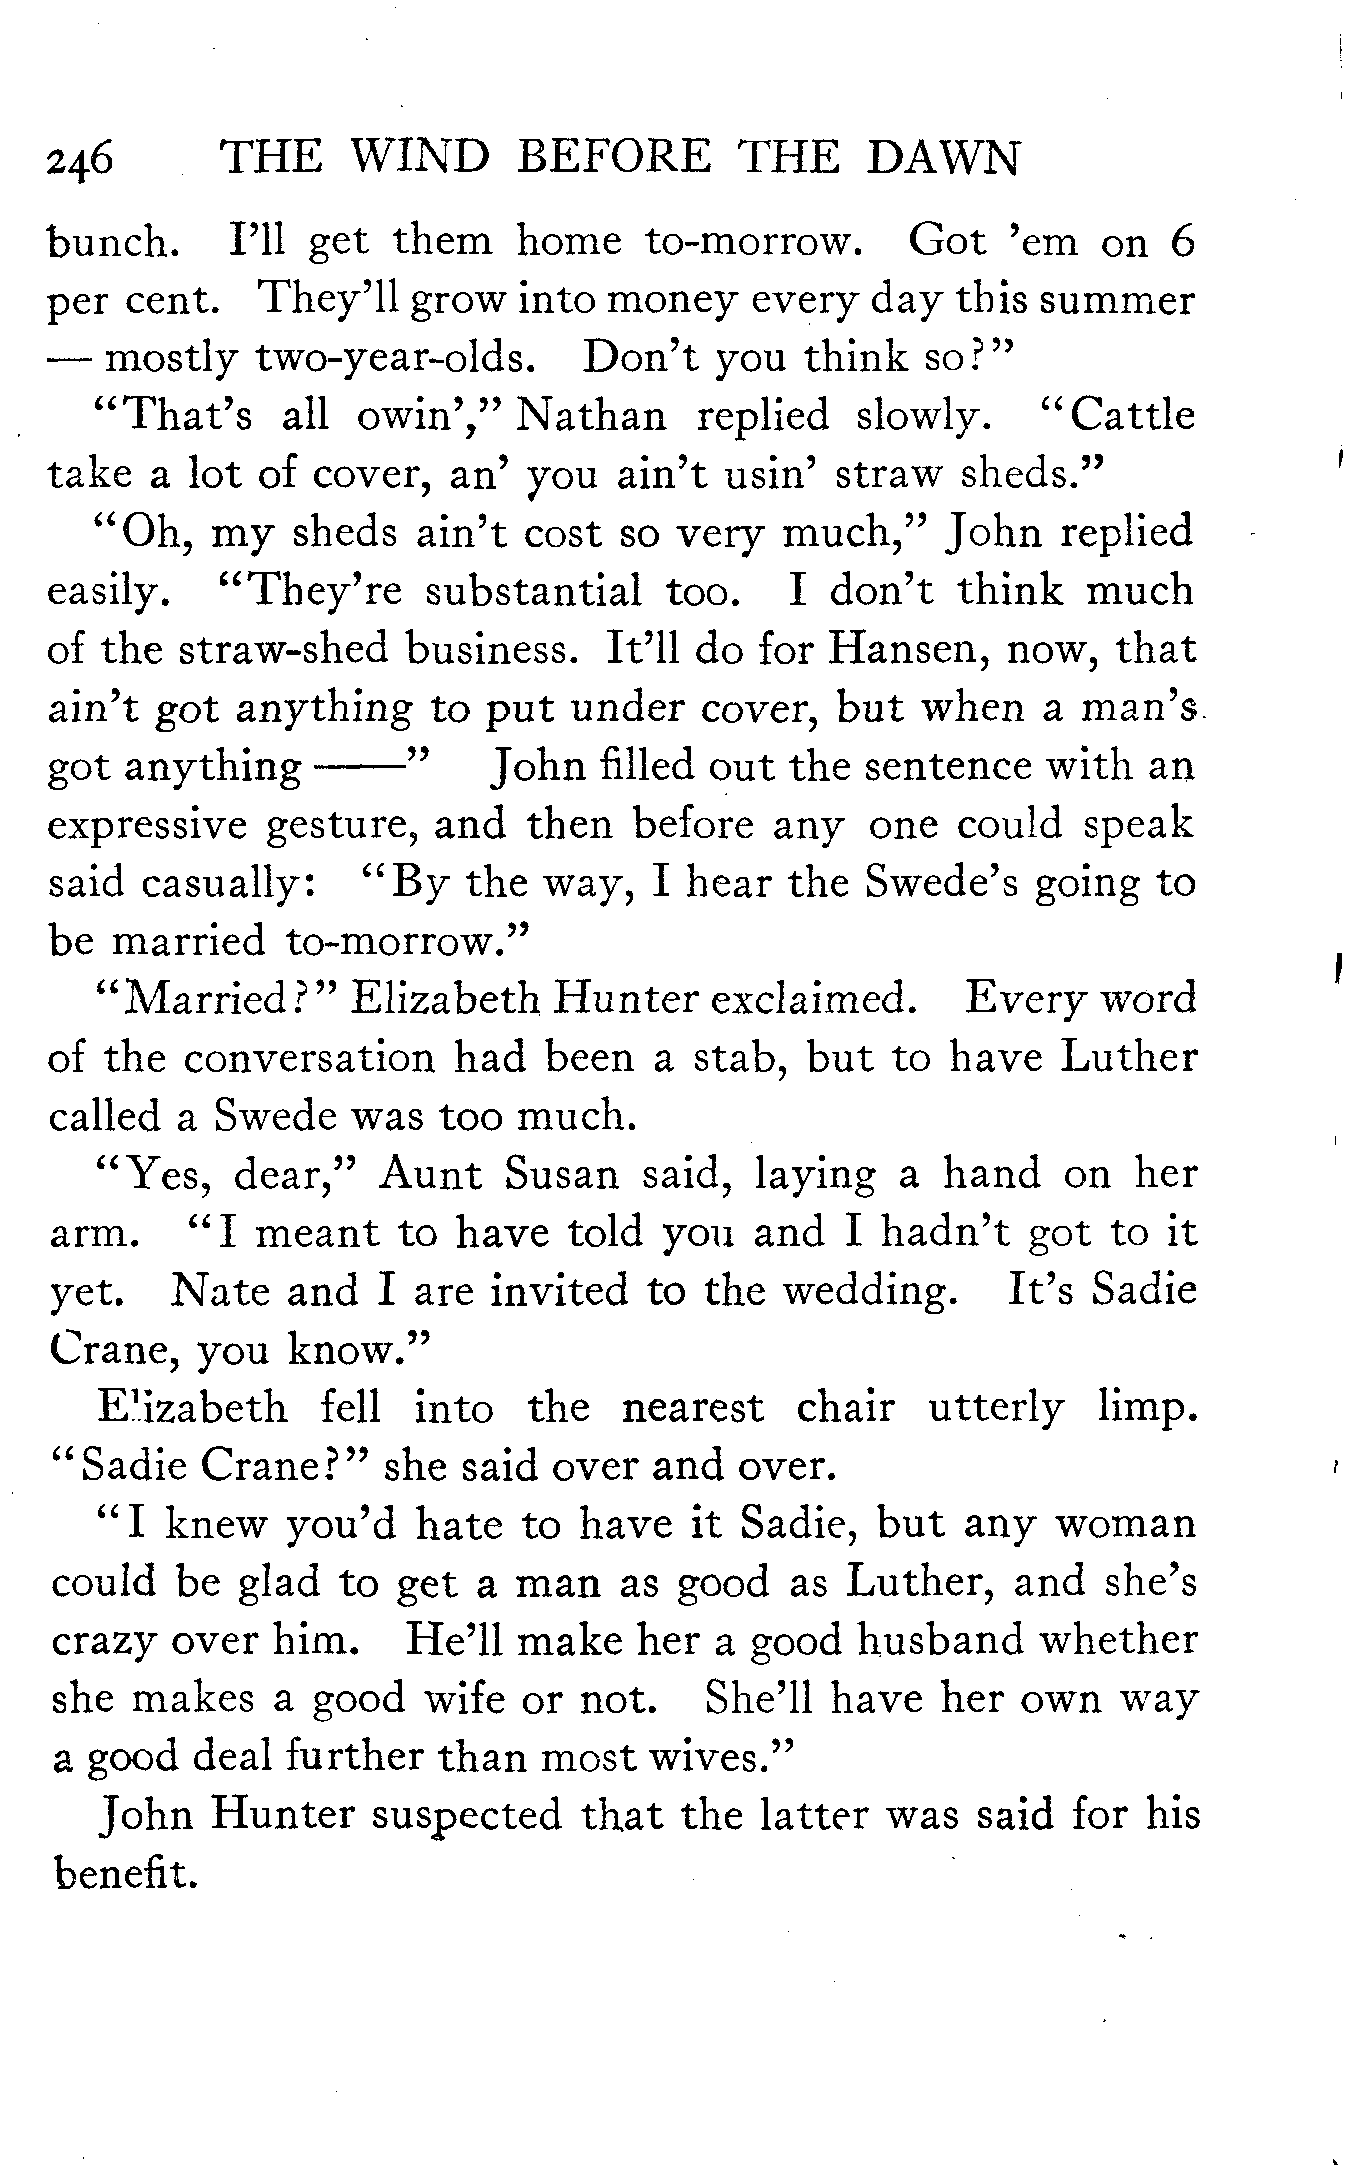 246 THE WIND BEFORE THE DAWN
bunch. I'll get them home to-morrow. Got 'em on 6
per cent. They'll grow into money every day this summer
— mostly two-year-olds. Don't you think so?"
"That's all owin'," Nathan replied slowly. "Cattle
take a lot of cover, an' you ain't usin' straw sheds."
"Oh, my sheds ain't cost so very much," John replied
easily. "They're substantial too. I don't think much
of the straw-shed business. It'll do for Hansen, now, that
ain't got anything to put under cover, but when a man's
got anything ——" John filled out the sentence with an
expressive gesture, and then before any one could speak
said casually: "By the way, I hear the Swede's going to
be married to-morrow."
"Married?" Elizabeth Hunter exclaimed. Every word
of the conversation had been a stab, but to have Luther
called a Swede was too much.
"Yes, dear," Aunt Susan said, laying a hand on her
arm. "I meant to have told you and I hadn't got to it
yet. Nate and I are invited to the wedding. It's Sadie
Crane, you know."
Elizabeth fell into the nearest chair utterly limp.
"Sadie Crane?" she said over and over.
"I knew you'd hate to have it Sadie, but any woman
could be glad to get a man as good as Luther, and she's
crazy over him. He'll make her a good husband whether
she makes a good wife or not. She'll have her own way
a good deal further than most wives."
John Hunter suspected that the latter was said for his
benefit.